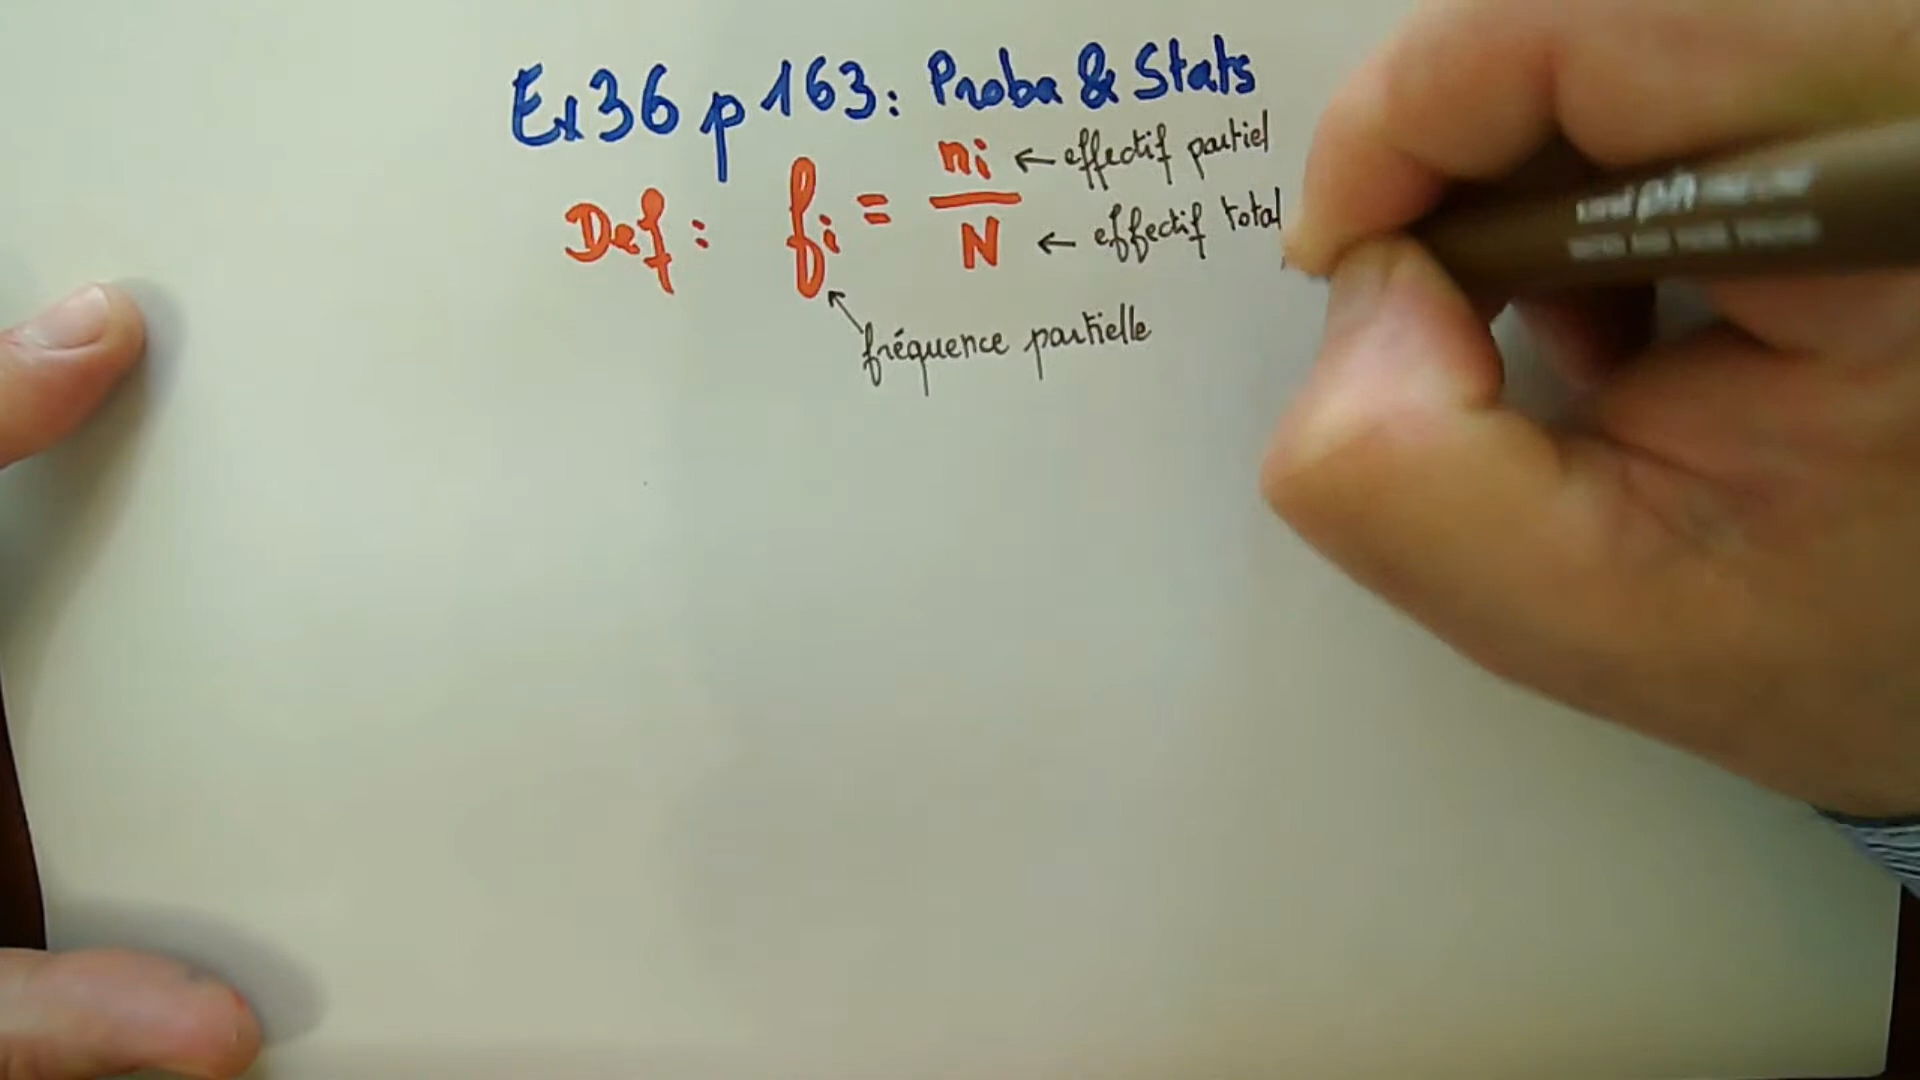 Ex 36 p 163 : Proba & Stats
Def : fi = ni / N
← effectif partiel
← effectif total
fréquence partielle